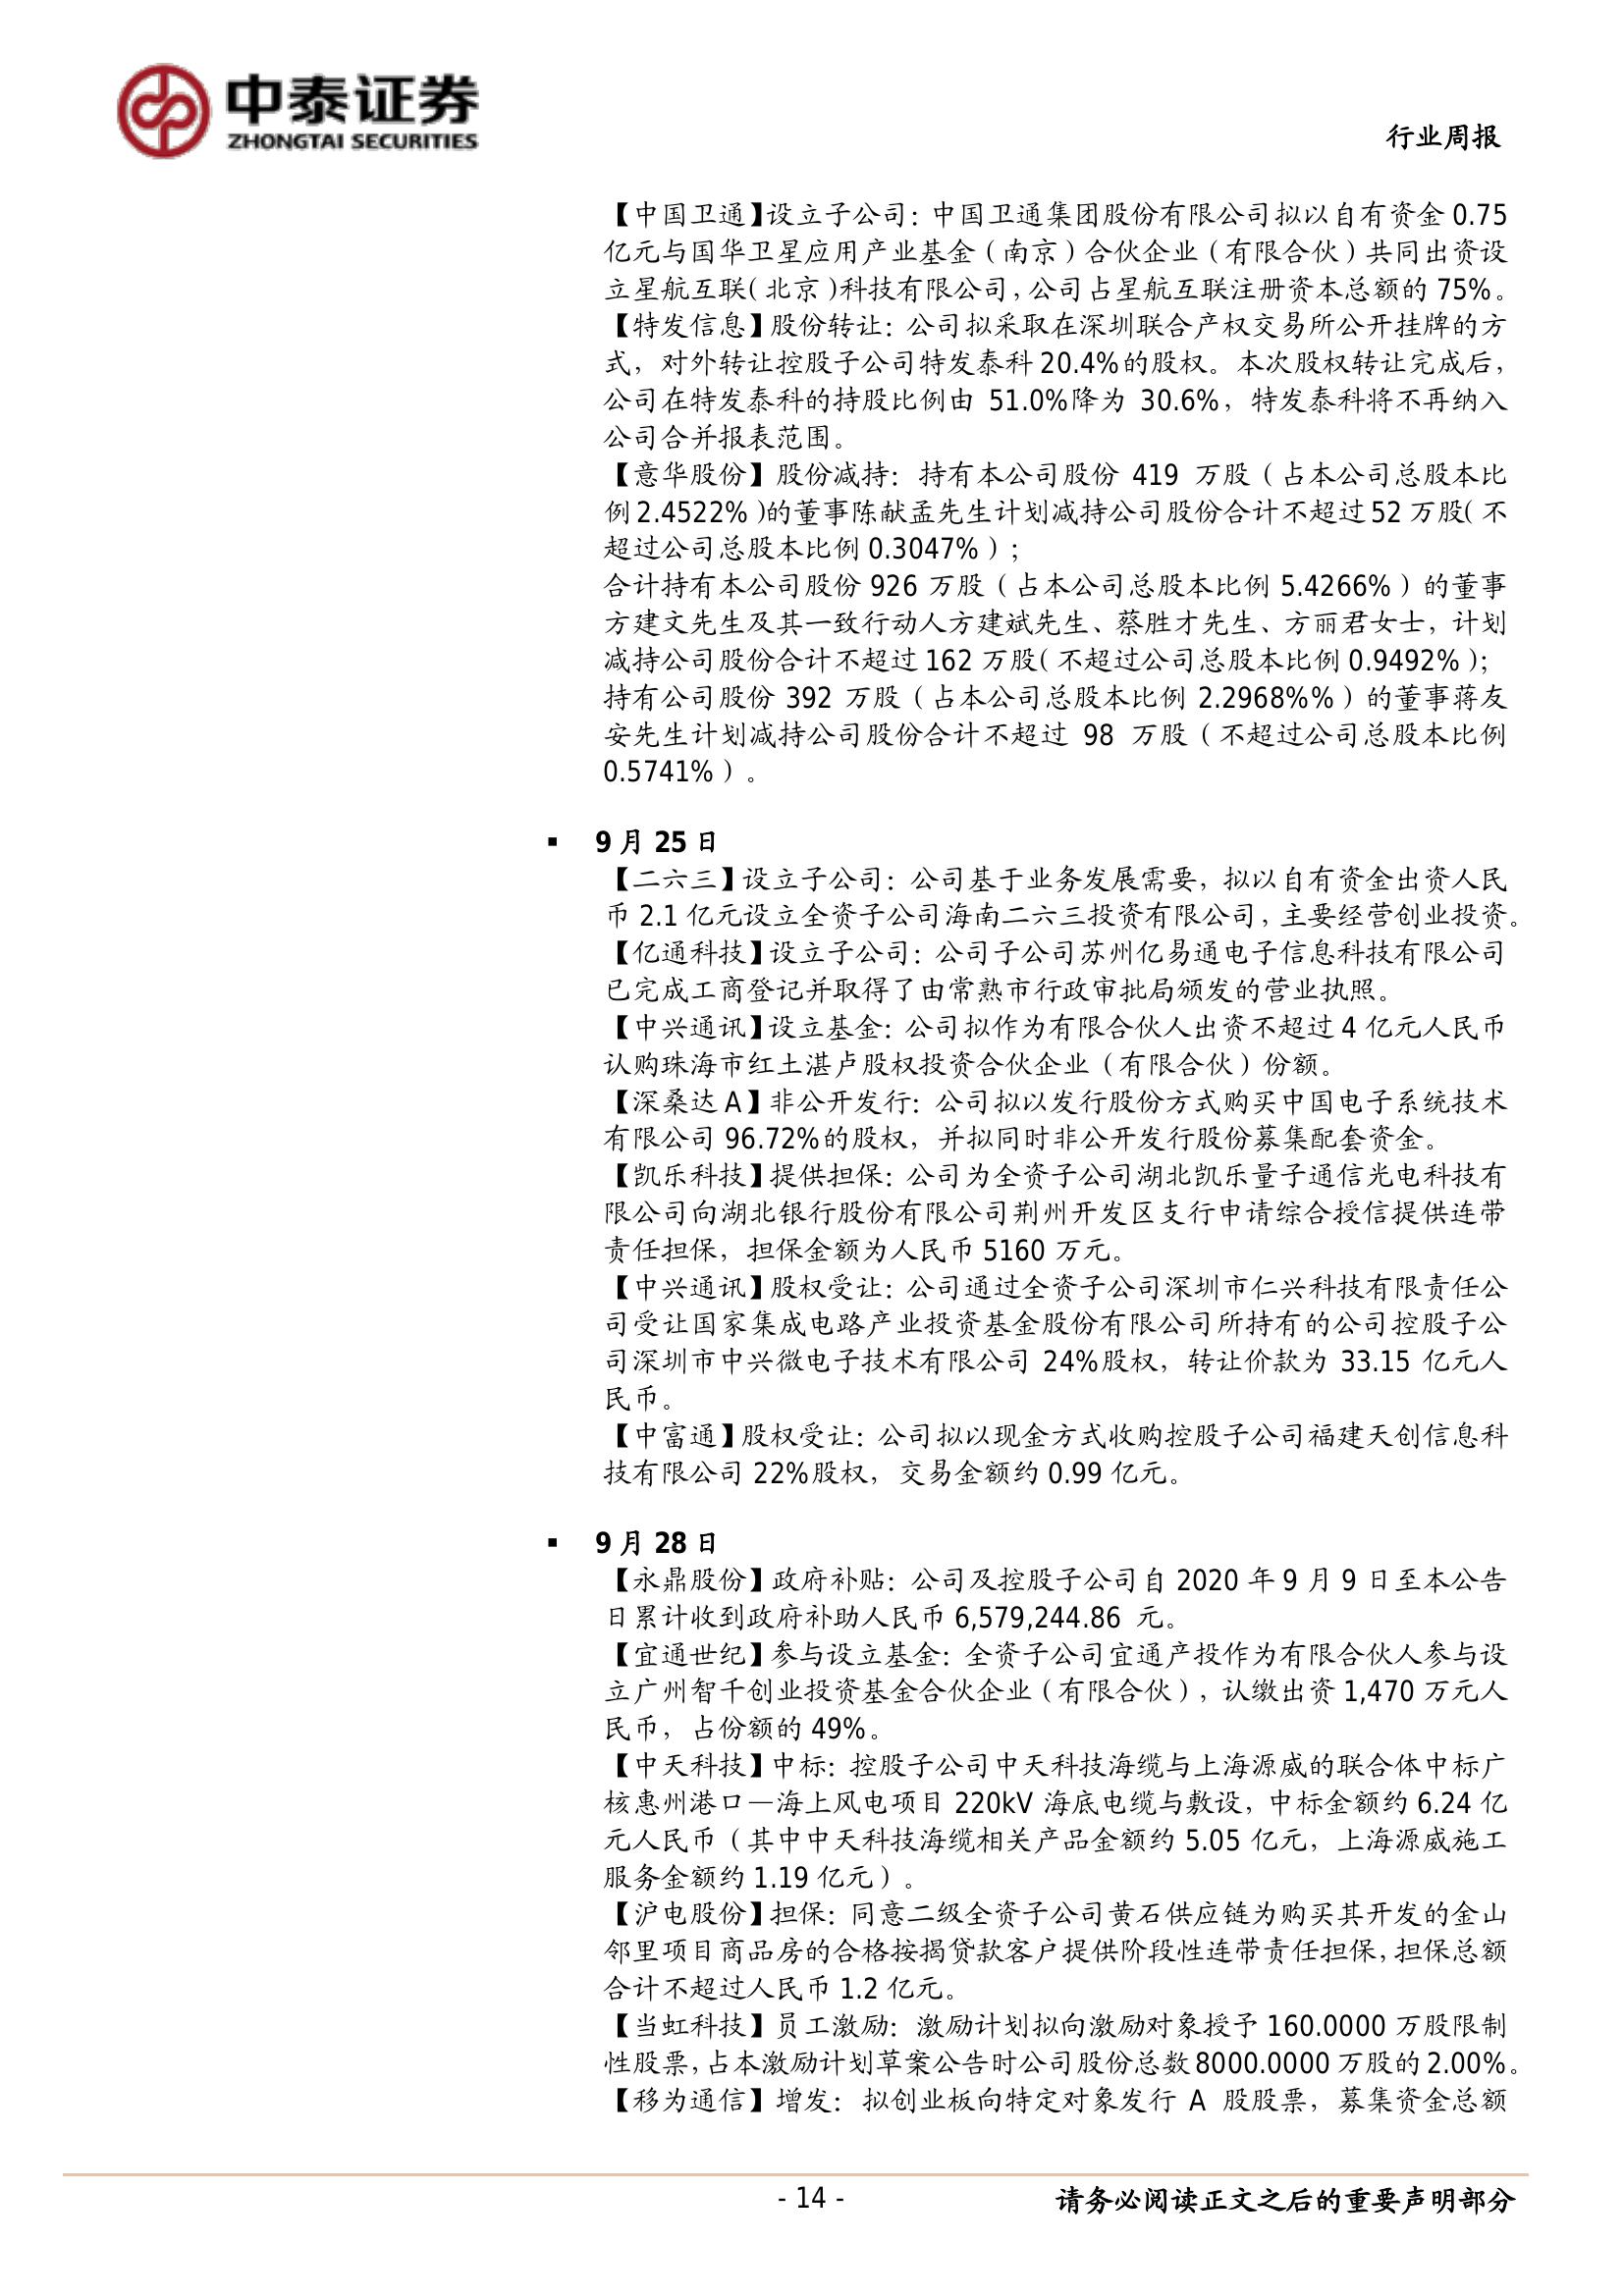 中泰证券
ZHONGTAI SECURITIES
行业周报
【中国卫通】设立子公司：中国卫通集团股份有限公司拟以自有资金 0.75
亿元与国华卫星应用产业基金（南京）合伙企业（有限合伙）共同出资设
立星航互联（北京）科技有限公司，公司占星航互联注册资本总额的 75%。
【特发信息】股份转让：公司拟采取在深圳联合产权交易所公开挂牌的方
式，对外转让控股子公司特发泰科 20.4%的股权。本次股权转让完成后，
公司在特发泰科的持股比例由 51.0%降为 30.6%，特发泰科将不再纳入
公司合并报表范围。
【意华股份】股份减持：持有本公司股份 419 万股（占本公司总股本比
例 2.4522%）的董事陈献孟先生计划减持公司股份合计不超过 52 万股（不
超过公司总股本比例 0.3047%）；
合计持有本公司股份 926 万股（占本公司总股本比例 5.4266%）的董事
方建文先生及其一致行动人方建斌先生、蔡胜才先生、方丽君女士，计划
减持公司股份合计不超过 162 万股（不超过公司总股本比例 0.9492%）；
持有公司股份 392 万股（占本公司总股本比例 2.2968%%）的董事蒋友
安先生计划减持公司股份合计不超过 98 万股（不超过公司总股本比例
0.5741%）。
▪ 9 月 25 日
【二六三】设立子公司：公司基于业务发展需要，拟以自有资金出资人民
币 2.1 亿元设立全资子公司海南二六三投资有限公司，主要经营创业投资。
【亿通科技】设立子公司：公司子公司苏州亿易通电子信息科技有限公司
已完成工商登记并取得了由常熟市行政审批局颁发的营业执照。
【中兴通讯】设立基金：公司拟作为有限合伙人出资不超过 4 亿元人民币
认购珠海市红土湛卢股权投资合伙企业（有限合伙）份额。
【深桑达 A】非公开发行：公司拟以发行股份方式购买中国电子系统技术
有限公司 96.72%的股权，并拟同时非公开发行股份募集配套资金。
【凯乐科技】提供担保：公司为全资子公司湖北凯乐量子通信光电科技有
限公司向湖北银行股份有限公司荆州开发区支行申请综合授信提供连带
责任担保，担保金额为人民币 5160 万元。
【中兴通讯】股权受让：公司通过全资子公司深圳市仁兴科技有限责任公
司受让国家集成电路产业投资基金股份有限公司所持有的公司控股子公
司深圳市中兴微电子技术有限公司 24%股权，转让价款为 33.15 亿元人
民币。
【中富通】股权受让：公司拟以现金方式收购控股子公司福建天创信息科
技有限公司 22%股权，交易金额约 0.99 亿元。
▪ 9 月 28 日
【永鼎股份】政府补贴：公司及控股子公司自 2020 年 9 月 9 日至本公告
日累计收到政府补助人民币 6,579,244.86 元。
【宜通世纪】参与设立基金：全资子公司宜通产投作为有限合伙人参与设
立广州智千创业投资基金合伙企业（有限合伙），认缴出资 1,470 万元人
民币，占份额的 49%。
【中天科技】中标：控股子公司中天科技海缆与上海源威的联合体中标广
核惠州港口一海上风电项目 220kV 海底电缆与敷设，中标金额约 6.24 亿
元人民币（其中中天科技海缆相关产品金额约 5.05 亿元，上海源威施工
服务金额约 1.19 亿元）。
【沪电股份】担保：同意二级全资子公司黄石供应链为购买其开发的金山
邻里项目商品房的合格按揭贷款客户提供阶段性连带责任担保，担保总额
合计不超过人民币 1.2 亿元。
【当虹科技】员工激励：激励计划拟向激励对象授予 160.0000 万股限制
性股票，占本激励计划草案公告时公司股份总数 8000.0000 万股的 2.00%。
【移为通信】增发：拟创业板向特定对象发行 A 股股票，募集资金总额
- 14 -
请务必阅读正文之后的重要声明部分